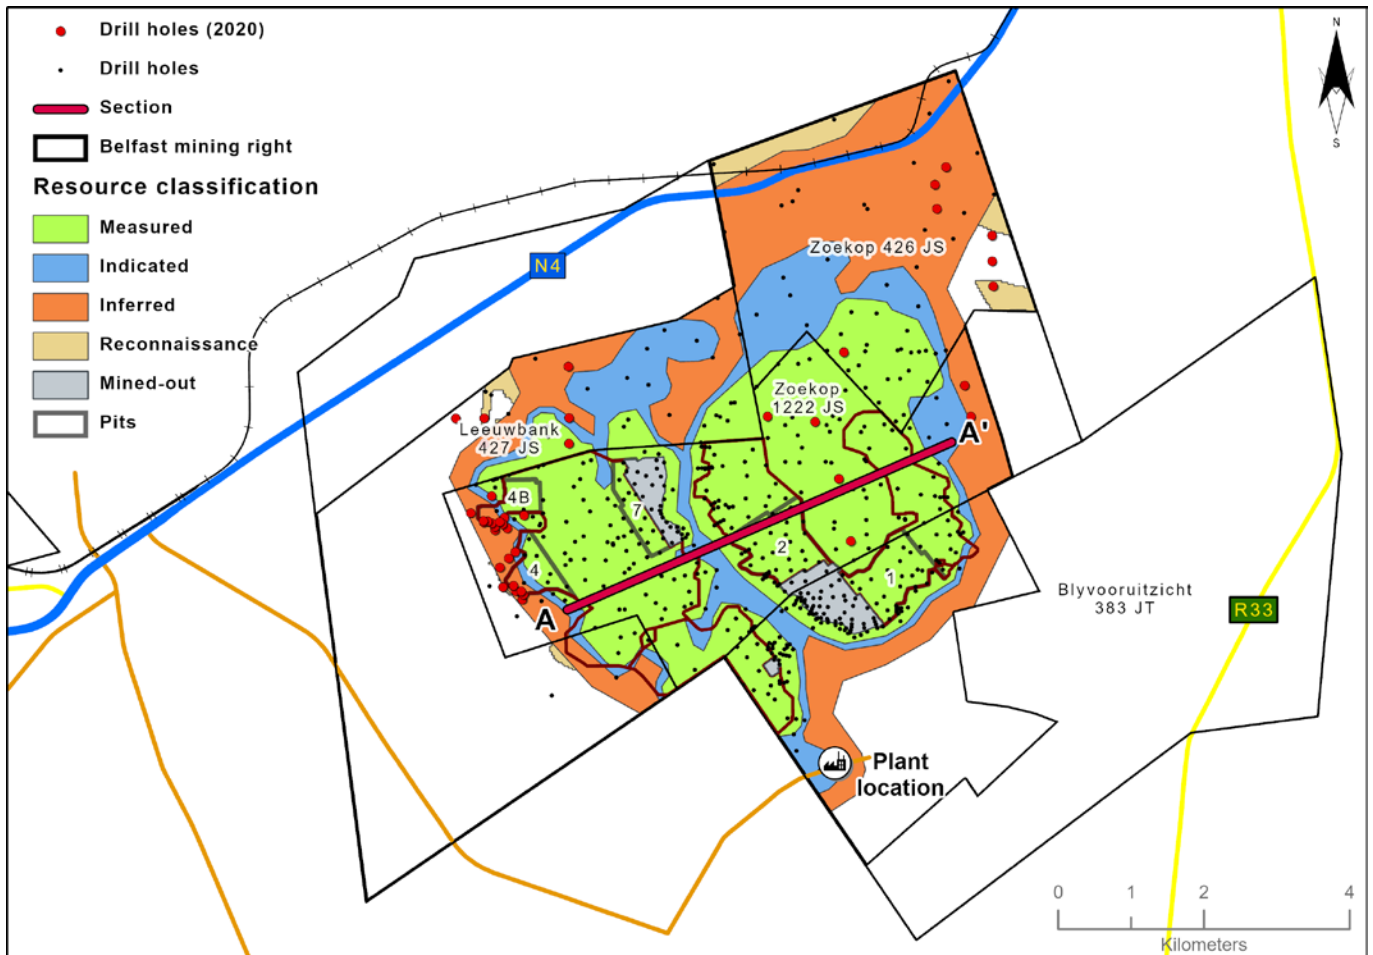 Drill holes (2020)
Drill holes
Section
Belfast mining right
Resource classification
Measured
Indicated
Inferred
Reconnaissance
Mined-out
Pits
N
S
N4
Zoekop 426 JS
Zoekop
1222 JS
Leeuwbank
427 JS
A'
4B
7
2
4
1
A
Blyvooruitzicht
383 JT
R33
Plant
location
0 1 2 4
Kilometers